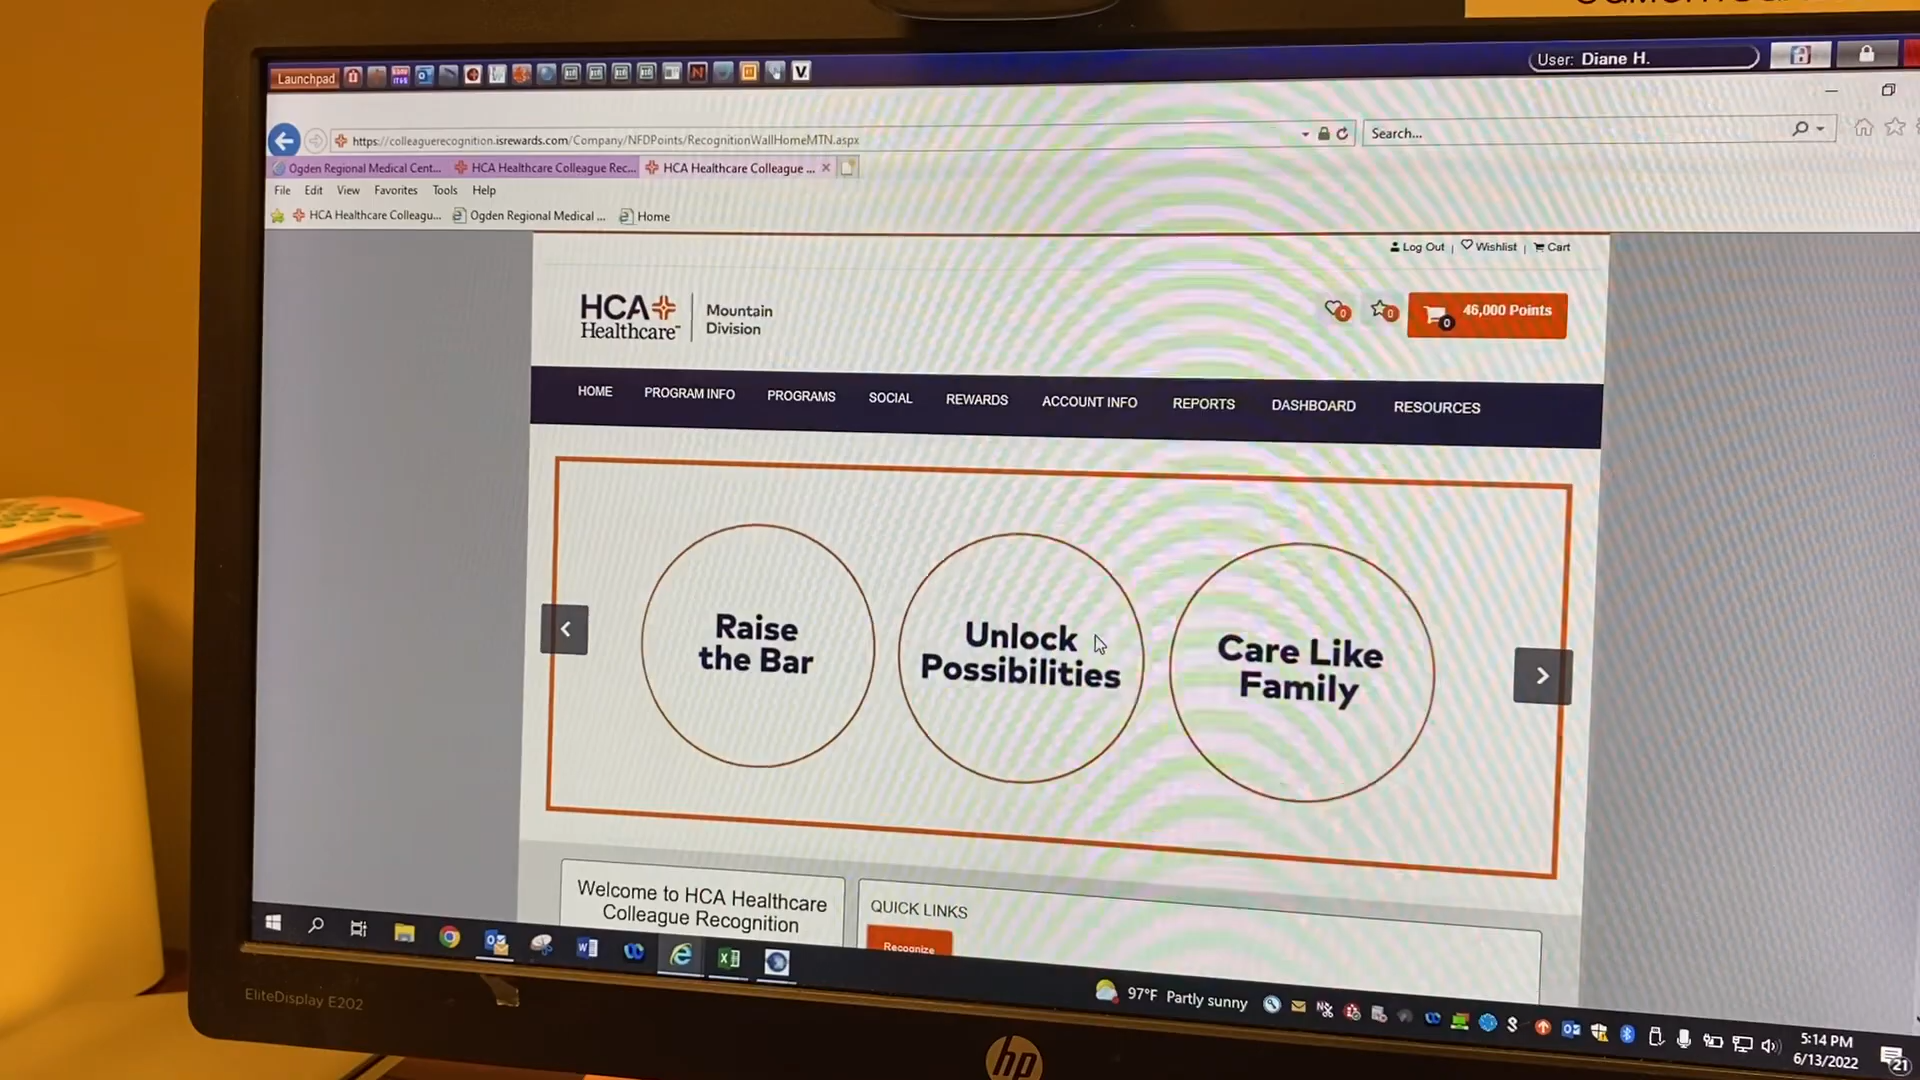 User: Diane H.
Launchpad
https://colleaguerecognition.isrewards.com/Company/NFDPoints/RecognitionWallHomeMTN.aspx
Search...
Ogden Regional Medical Cent...
HCA Healthcare Colleague Rec...
HCA Healthcare Colleague ...
File Edit View Favorites Tools Help
HCA Healthcare Colleagu...
Ogden Regional Medical ...
Home
Log Out | Wishlist | Cart
HCA
Healthcare
Mountain
Division
0
0
0
46,000 Points
HOME PROGRAM INFO PROGRAMS SOCIAL REWARDS ACCOUNT INFO REPORTS DASHBOARD RESOURCES
Raise
the Bar
Unlock
Possibilities
Care Like
Family
Welcome to HCA Healthcare
Colleague Recognition
QUICK LINKS
Recognize
97°F Partly sunny
5:14 PM
6/13/2022
21
EliteDisplay E202
hp